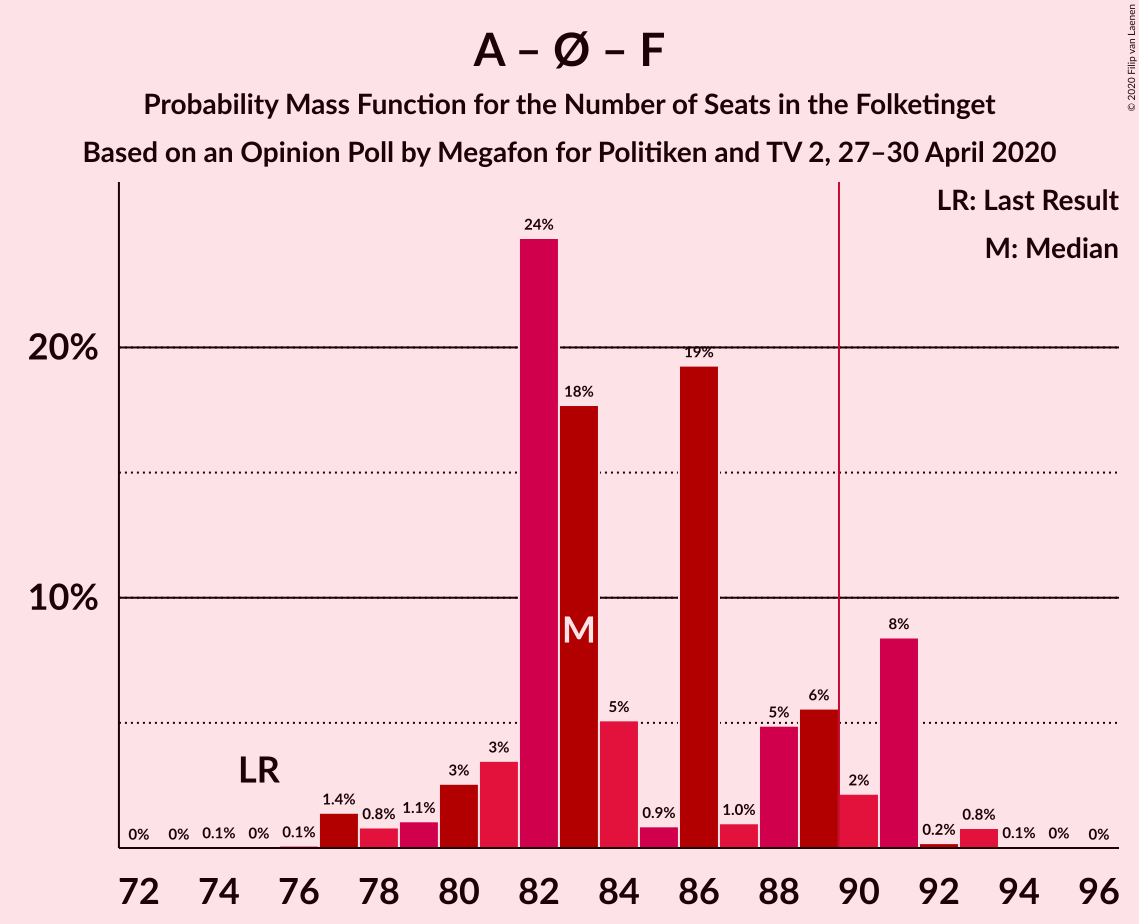 A – Ø – F
Probability Mass Function for the Number of Seats in the Folketinget
Based on an Opinion Poll by Megafon for Politiken and TV 2, 27–30 April 2020
© 2020 Filip van Laenen
LR: Last Result
M: Median
20%
10%
LR
M
0% 0% 0.1% 0% 0.1% 1.4% 0.8% 1.1% 3% 3% 24% 18% 5% 0.9% 19% 1.0% 5% 6% 2% 8% 0.2% 0.8% 0.1% 0% 0%
72 74 76 78 80 82 84 86 88 90 92 94 96